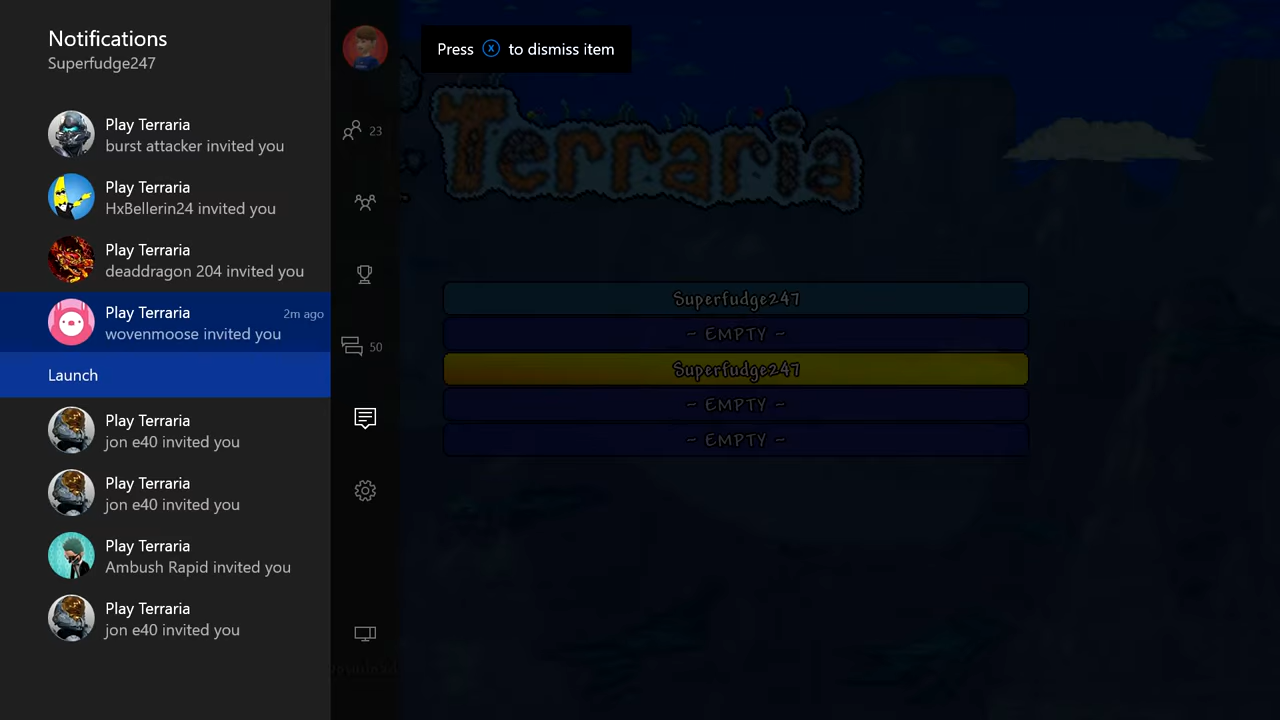 Notifications
Superfudge247
Play Terraria
burst attacker invited you
Play Terraria
HxBellerin24 invited you
Play Terraria
deaddragon 204 invited you
Play Terraria 2m ago
wovenmoose invited you
Launch
Play Terraria
jon e40 invited you
Play Terraria
jon e40 invited you
Play Terraria
Ambush Rapid invited you
Play Terraria
jon e40 invited you
23
50
Press X to dismiss item
Terraria
Superfudge247
~ EMPTY ~
Superfudge247
~ EMPTY ~
~ EMPTY ~